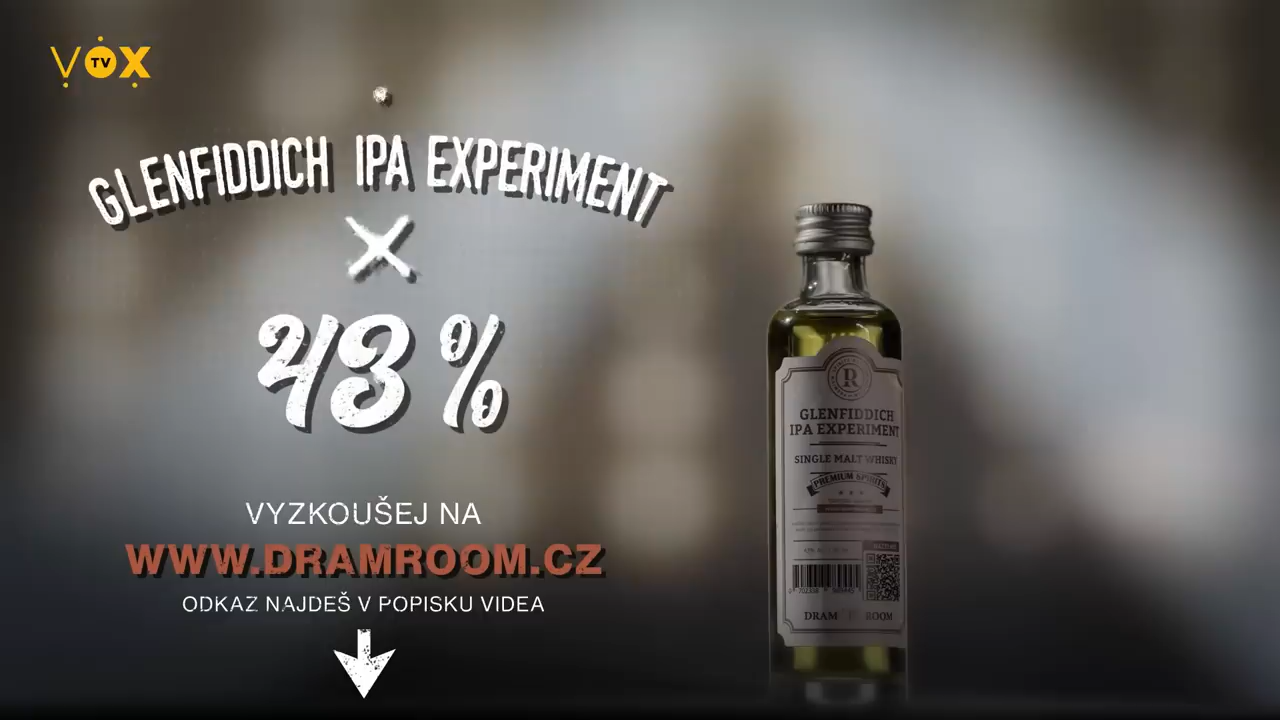 VOX
TV
GLENFIDDICH IPA EXPERIMENT
43 %
VYZKOUŠEJ NA
WWW.DRAMROOM.CZ
ODKAZ NAJDEŠ V POPISKU VIDEA
R
GLENFIDDICH
IPA EXPERIMENT
SINGLE MALT WHISKY
PREMIUM SPIRITS
DRAM ROOM